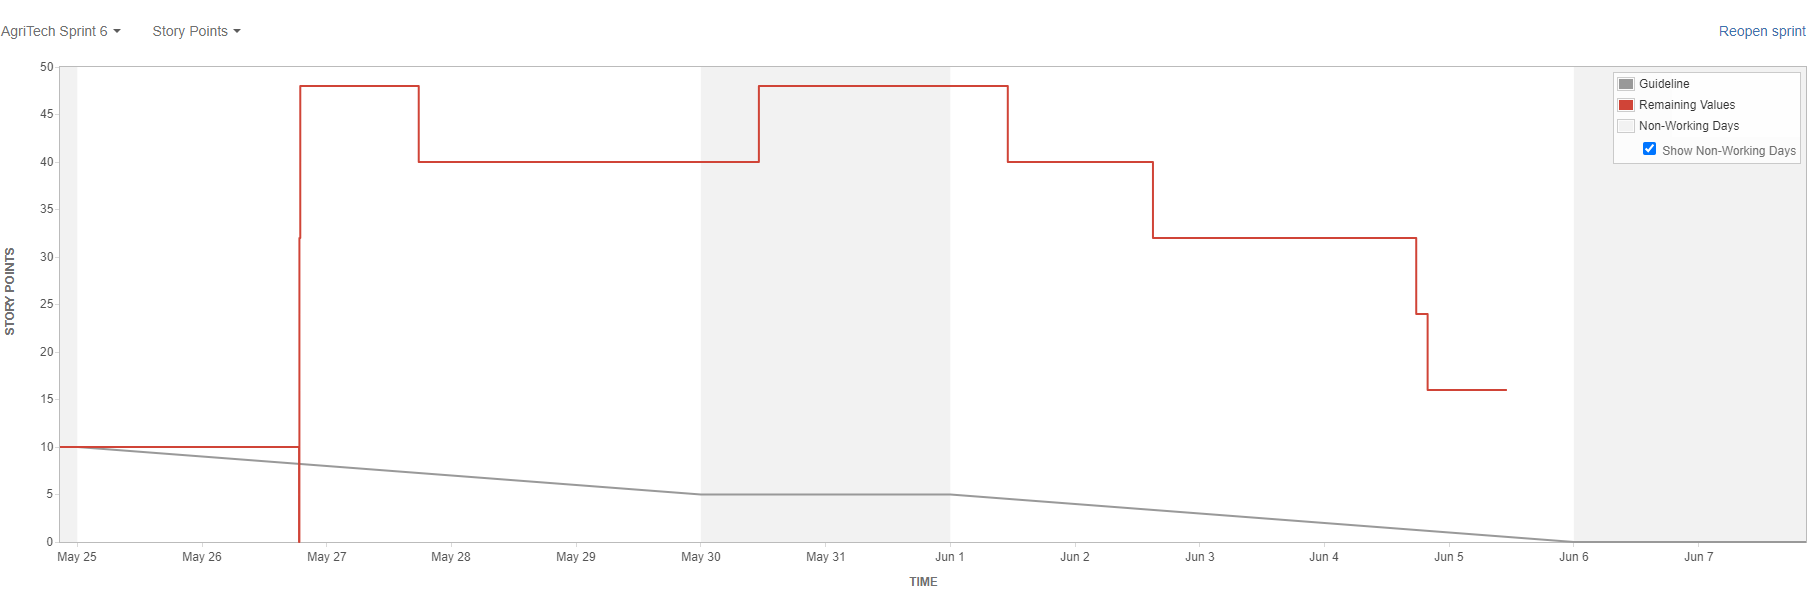 AgriTech Sprint 6 Story Points Reopen sprint
50
45
40
35
30
25
20
15
10
5
0
STORY POINTS
Guideline
Remaining Values
Non-Working Days
Show Non-Working Days
May 25 May 26 May 27 May 28 May 29 May 30 May 31 Jun 1 Jun 2 Jun 3 Jun 4 Jun 5 Jun 6 Jun 7
TIME